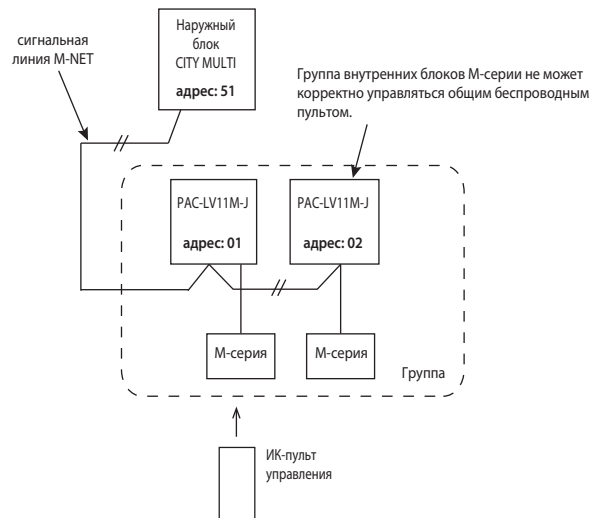 сигнальная
линия M-NET
Наружный
блок
CITY MULTI
адрес: 51
Группа внутренних блоков М-серии не может
корректно управляться общим беспроводным
пультом.
PAC-LV11M-J
адрес: 01
PAC-LV11M-J
адрес: 02
М-серия
М-серия
Группа
ИК-пульт
управления